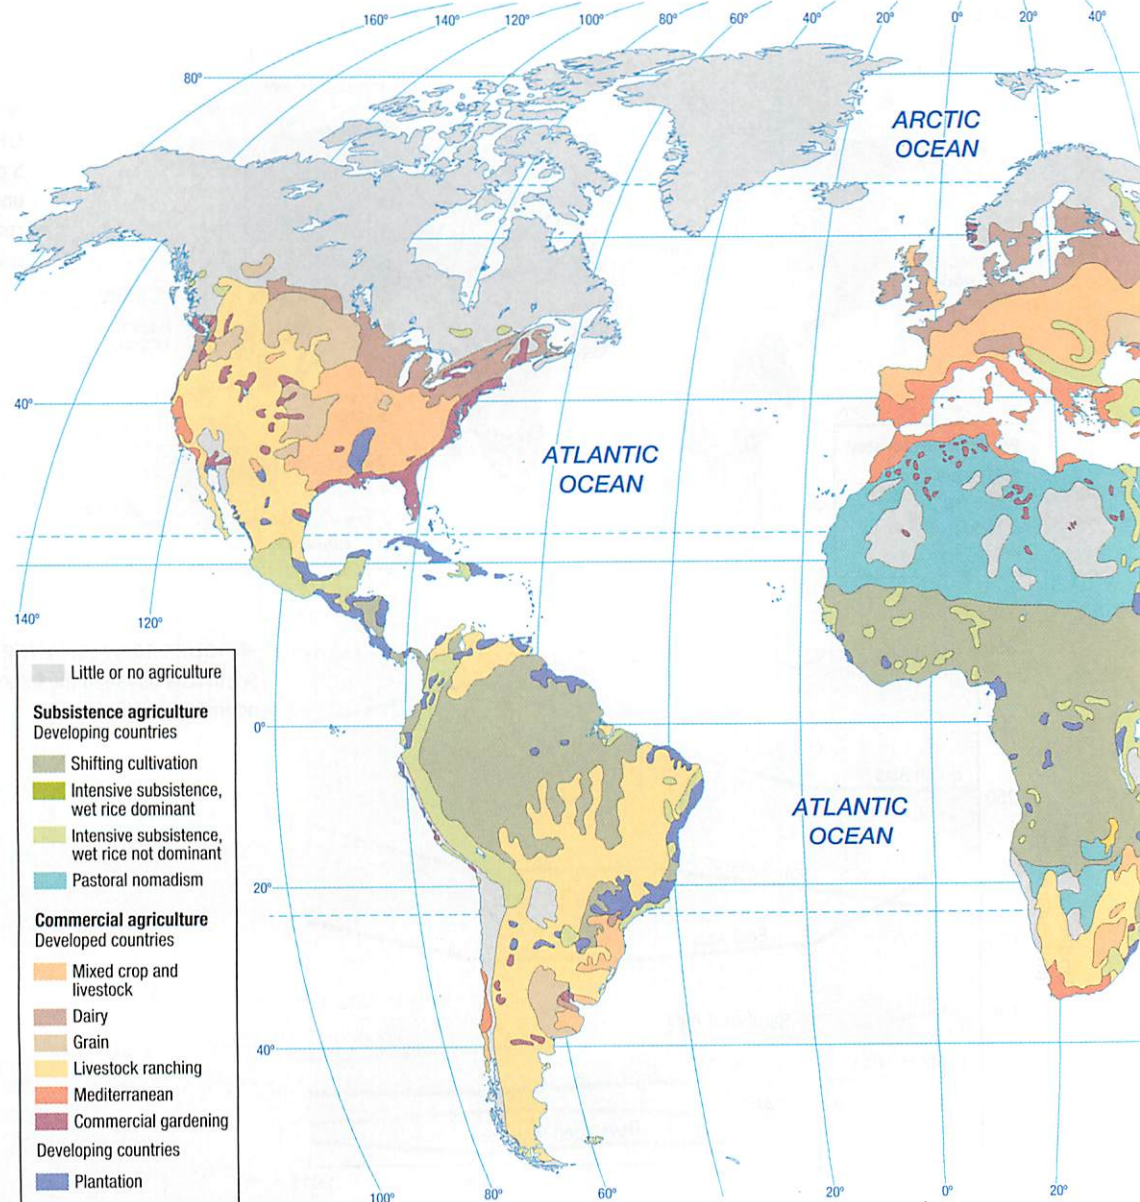 160°
140°
120°
100°
80°
60°
40°
20°
0°
20°
40°
80°
ARCTIC
OCEAN
40°
ATLANTIC
OCEAN
140°
120°
Little or no agriculture
Subsistence agriculture
Developing countries
Shifting cultivation
Intensive subsistence,
wet rice dominant
Intensive subsistence,
wet rice not dominant
Pastoral nomadism
Commercial agriculture
Developed countries
Mixed crop and
livestock
Dairy
Grain
Livestock ranching
Mediterranean
Commercial gardening
Developing countries
Plantation
0°
ATLANTIC
OCEAN
20°
40°
100°
80°
60°
20°
0°
20°